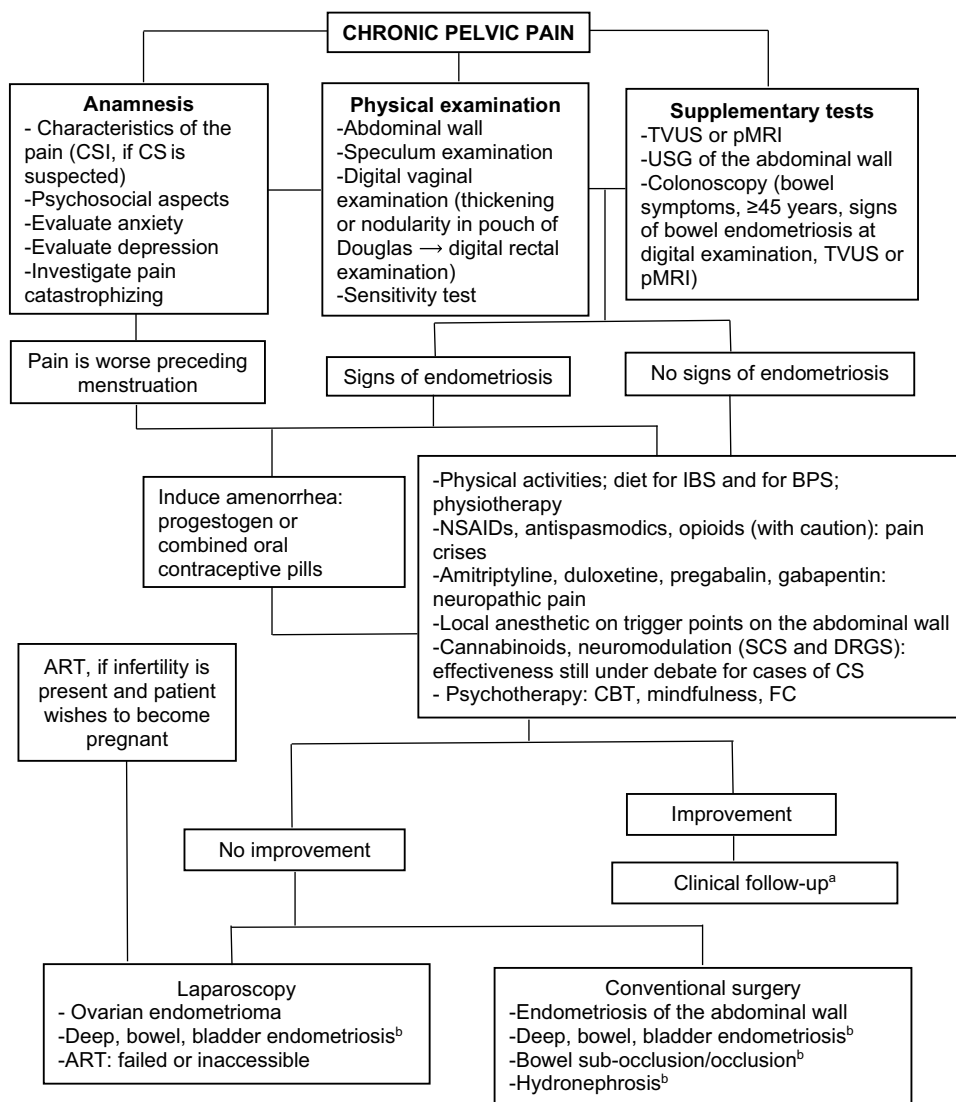 CHRONIC PELVIC PAIN
Anamnesis
- Characteristics of the
pain (CSI, if CS is
suspected)
-Psychosocial aspects
-Evaluate anxiety
-Evaluate depression
-Investigate pain
catastrophizing
Physical examination
-Abdominal wall
-Speculum examination
-Digital vaginal
examination (thickening
or nodularity in pouch of
Douglas → digital rectal
examination)
-Sensitivity test
Supplementary tests
-TVUS or pMRI
-USG of the abdominal wall
-Colonoscopy (bowel
symptoms, ≥45 years, signs
of bowel endometriosis at
digital examination, TVUS or
pMRI)
Pain is worse preceding
menstruation
Signs of endometriosis
No signs of endometriosis
Induce amenorrhea:
progestogen or
combined oral
contraceptive pills
-Physical activities; diet for IBS and for BPS;
physiotherapy
-NSAIDs, antispasmodics, opioids (with caution): pain
crises
-Amitriptyline, duloxetine, pregabalin, gabapentin:
neuropathic pain
-Local anesthetic on trigger points on the abdominal wall
-Cannabinoids, neuromodulation (SCS and DRGS):
effectiveness still under debate for cases of CS
- Psychotherapy: CBT, mindfulness, FC
ART, if infertility is
present and patient
wishes to become
pregnant
No improvement
Improvement
Clinical follow-upᵃ
Laparoscopy
- Ovarian endometrioma
-Deep, bowel, bladder endometriosisᵇ
-ART: failed or inaccessible
Conventional surgery
-Endometriosis of the abdominal wall
-Deep, bowel, bladder endometriosisᵇ
-Bowel sub-occlusion/occlusionᵇ
-Hydronephrosisᵇ